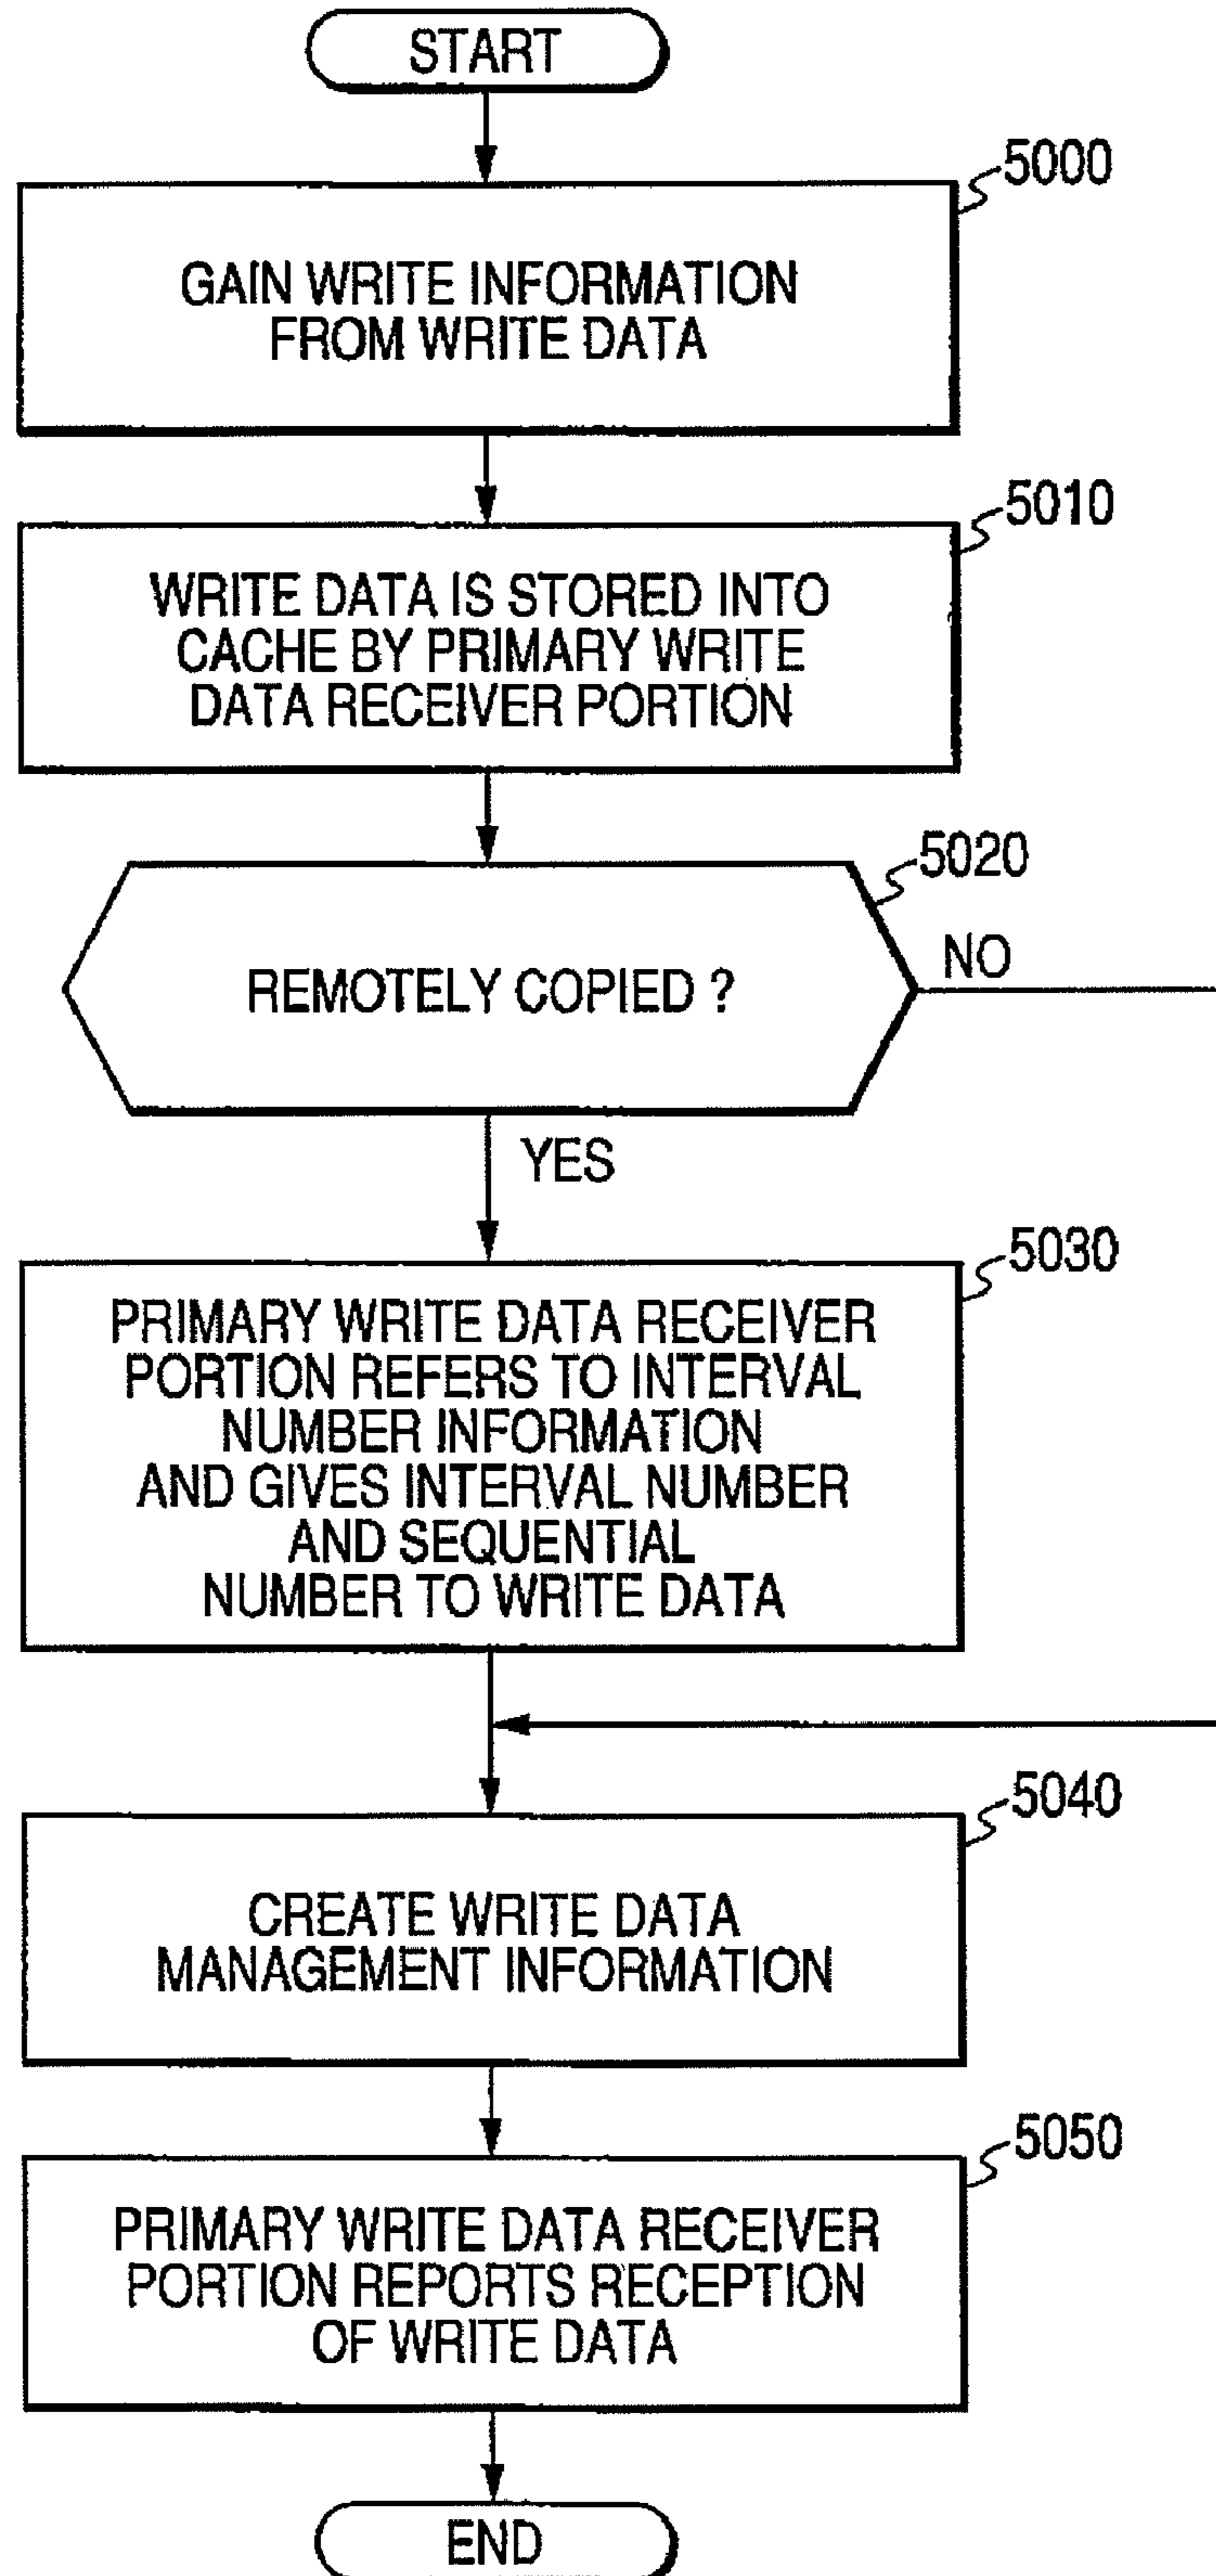 START
5000
GAIN WRITE INFORMATION
FROM WRITE DATA
5010
WRITE DATA IS STORED INTO
CACHE BY PRIMARY WRITE
DATA RECEIVER PORTION
5020
REMOTELY COPIED ?
NO
YES
5030
PRIMARY WRITE DATA RECEIVER
PORTION REFERS TO INTERVAL
NUMBER INFORMATION
AND GIVES INTERVAL NUMBER
AND SEQUENTIAL
NUMBER TO WRITE DATA
5040
CREATE WRITE DATA
MANAGEMENT INFORMATION
5050
PRIMARY WRITE DATA RECEIVER
PORTION REPORTS RECEPTION
OF WRITE DATA
END